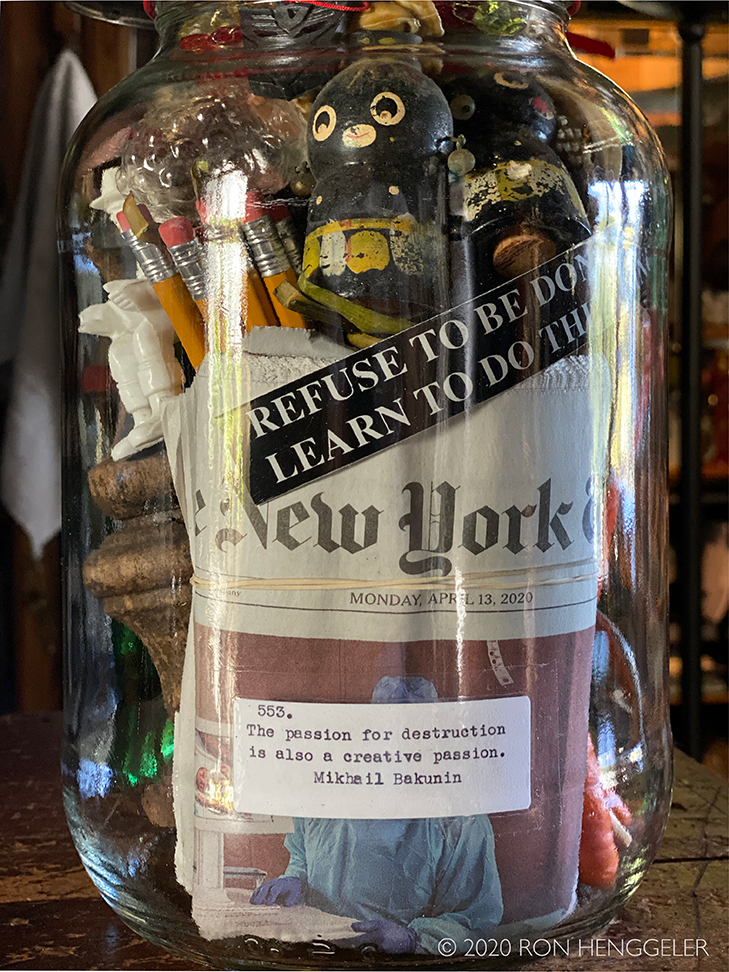 REFUSE TO BE DON
LEARN TO DO TH
New York
MONDAY, APRIL 13, 2020
553.
The passion for destruction
is also a creative passion.
Mikhail Bakunin
© 2020 RON HENGGELER